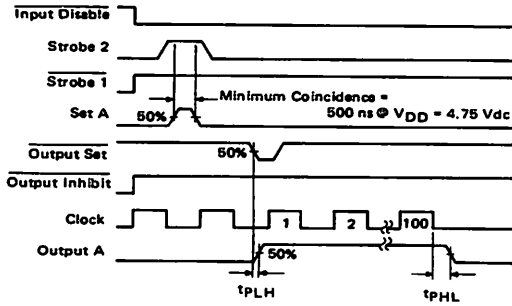 Input Disable
Strobe 2
Strobe 1
Minimum Coincidence =
Set A
50%
500 ns @ VDD = 4.75 Vdc
Output Set
50%
Output Inhibit
Clock
1
2
100
Output A
50%
tPLH
tPHL